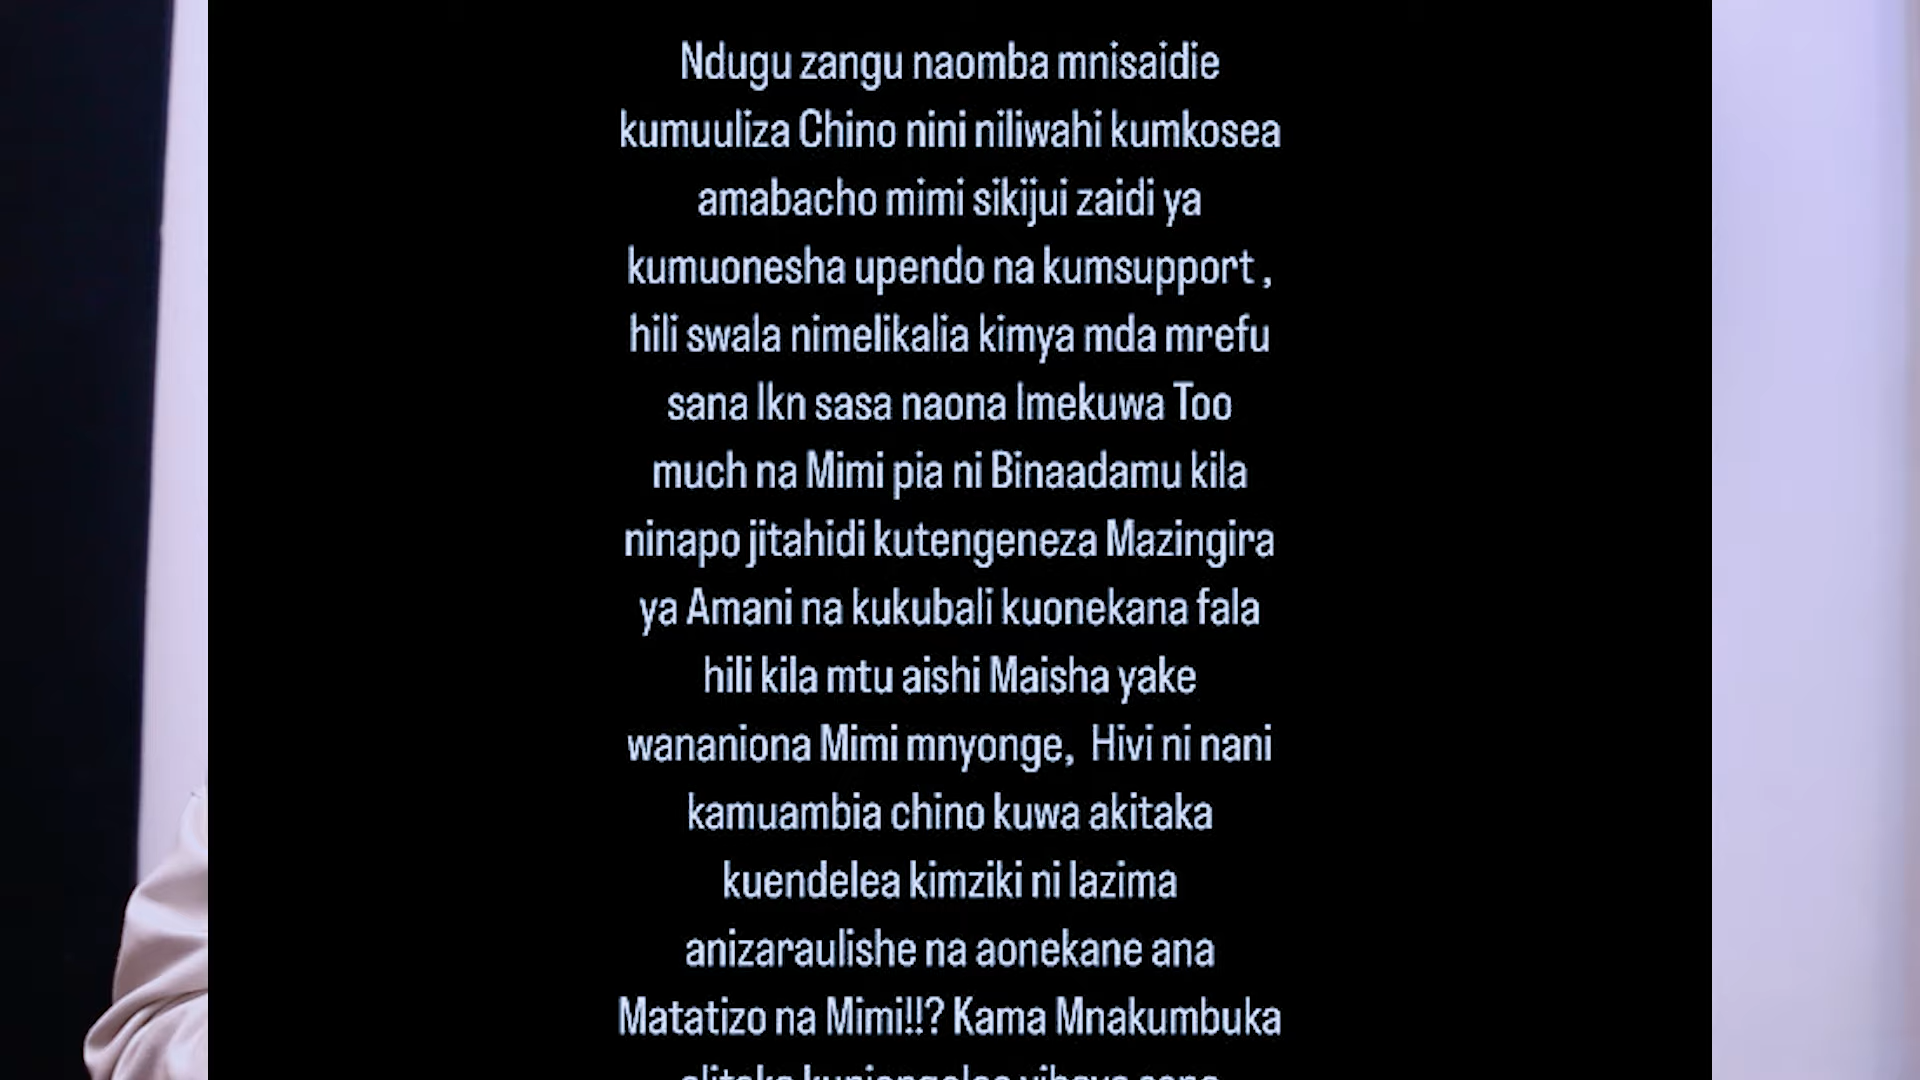 Ndugu zangu naomba mnisaidie
kumuuliza Chino nini niliwahi kumkosea
amabacho mimi sikijui zaidi ya
kumuonesha upendo na kumsupport ,
hili swala nimelikalia kimya mda mrefu
sana lkn sasa naona Imekuwa Too
much na Mimi pia ni Binaadamu kila
ninapo jitahidi kutengeneza Mazingira
ya Amani na kukubali kuonekana fala
hili kila mtu aishi Maisha yake
wananiona Mimi mnyonge, Hivi ni nani
kamuambia chino kuwa akitaka
kuendelea kimziki ni lazima
anizaraulishe na aonekane ana
Matatizo na Mimi!!? Kama Mnakumbuka